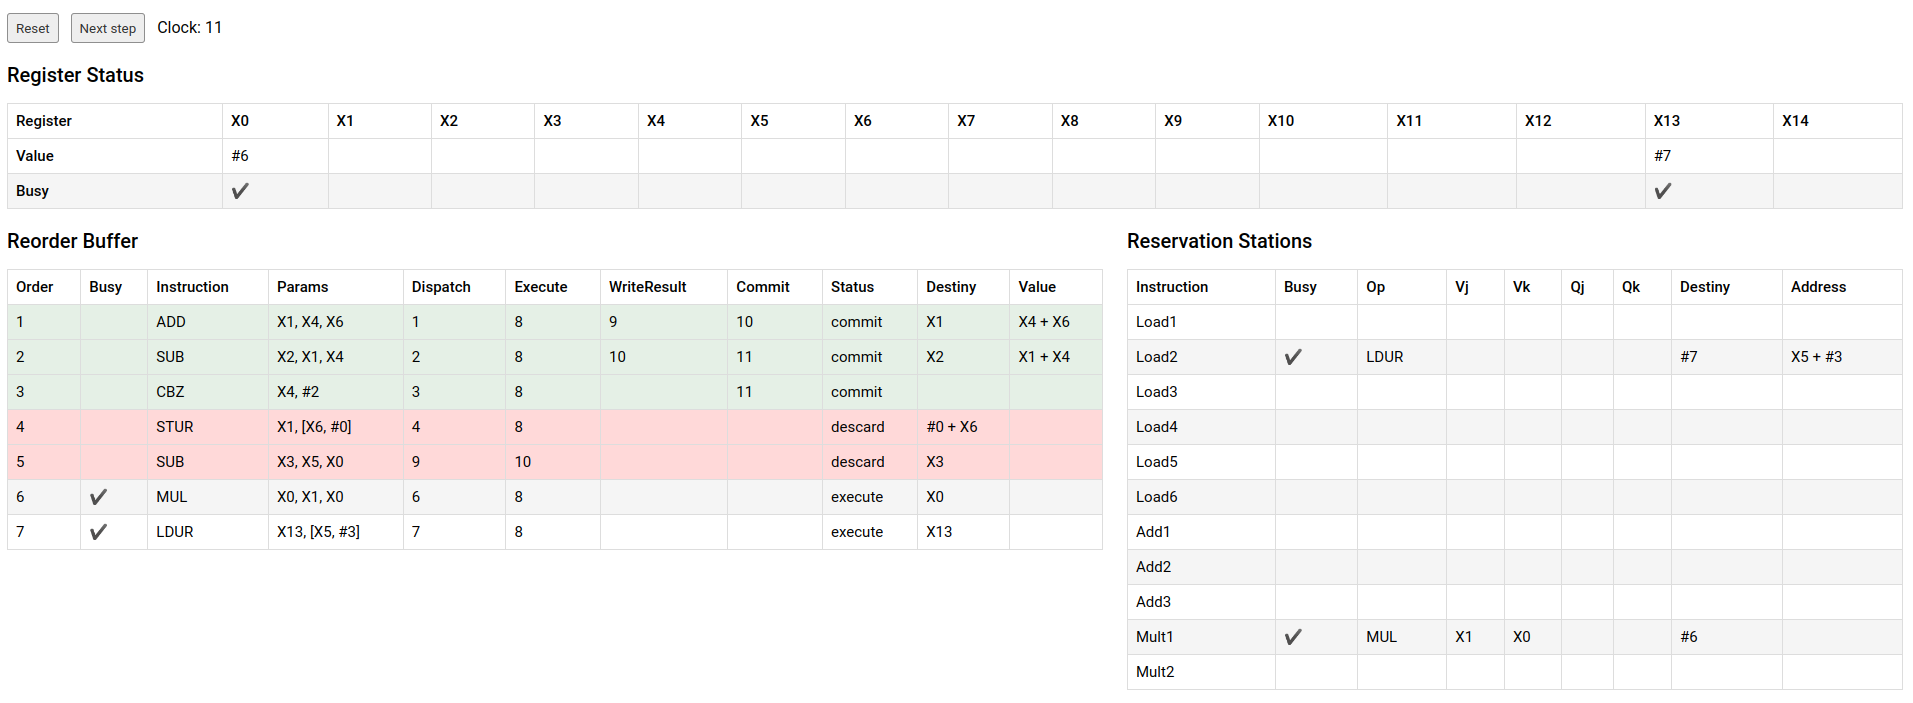 Reset Next step Clock: 11
Register Status
Register X0 X1 X2 X3 X4 X5 X6 X7 X8 X9 X10 X11 X12 X13 X14
Value #6 #7
Busy ✔ ✔
Reorder Buffer
Order Busy Instruction Params Dispatch Execute WriteResult Commit Status Destiny Value
1 ADD X1, X4, X6 1 8 9 10 commit X1 X4 + X6
2 SUB X2, X1, X4 2 8 10 11 commit X2 X1 + X4
3 CBZ X4, #2 3 8 11 commit
4 STUR X1, [X6, #0] 4 8 descard #0 + X6
5 SUB X3, X5, X0 9 10 descard X3
6 ✔ MUL X0, X1, X0 6 8 execute X0
7 ✔ LDUR X13, [X5, #3] 7 8 execute X13
Reservation Stations
Instruction Busy Op Vj Vk Qj Qk Destiny Address
Load1
Load2 ✔ LDUR #7 X5 + #3
Load3
Load4
Load5
Load6
Add1
Add2
Add3
Mult1 ✔ MUL X1 X0 #6
Mult2